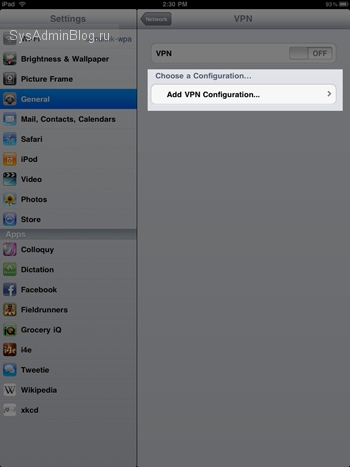 iPad
2:30 PM
93%
Settings
Network
VPN
SysAdminBlog.ru
-wpa
Brightness & Wallpaper
Picture Frame
General
Mail, Contacts, Calendars
Safari
iPod
Video
Photos
Store
Apps
Colloquy
Dictation
Facebook
Fieldrunners
Grocery iQ
i4e
Tweetie
Wikipedia
xkcd
VPN
OFF
Choose a Configuration...
Add VPN Configuration...